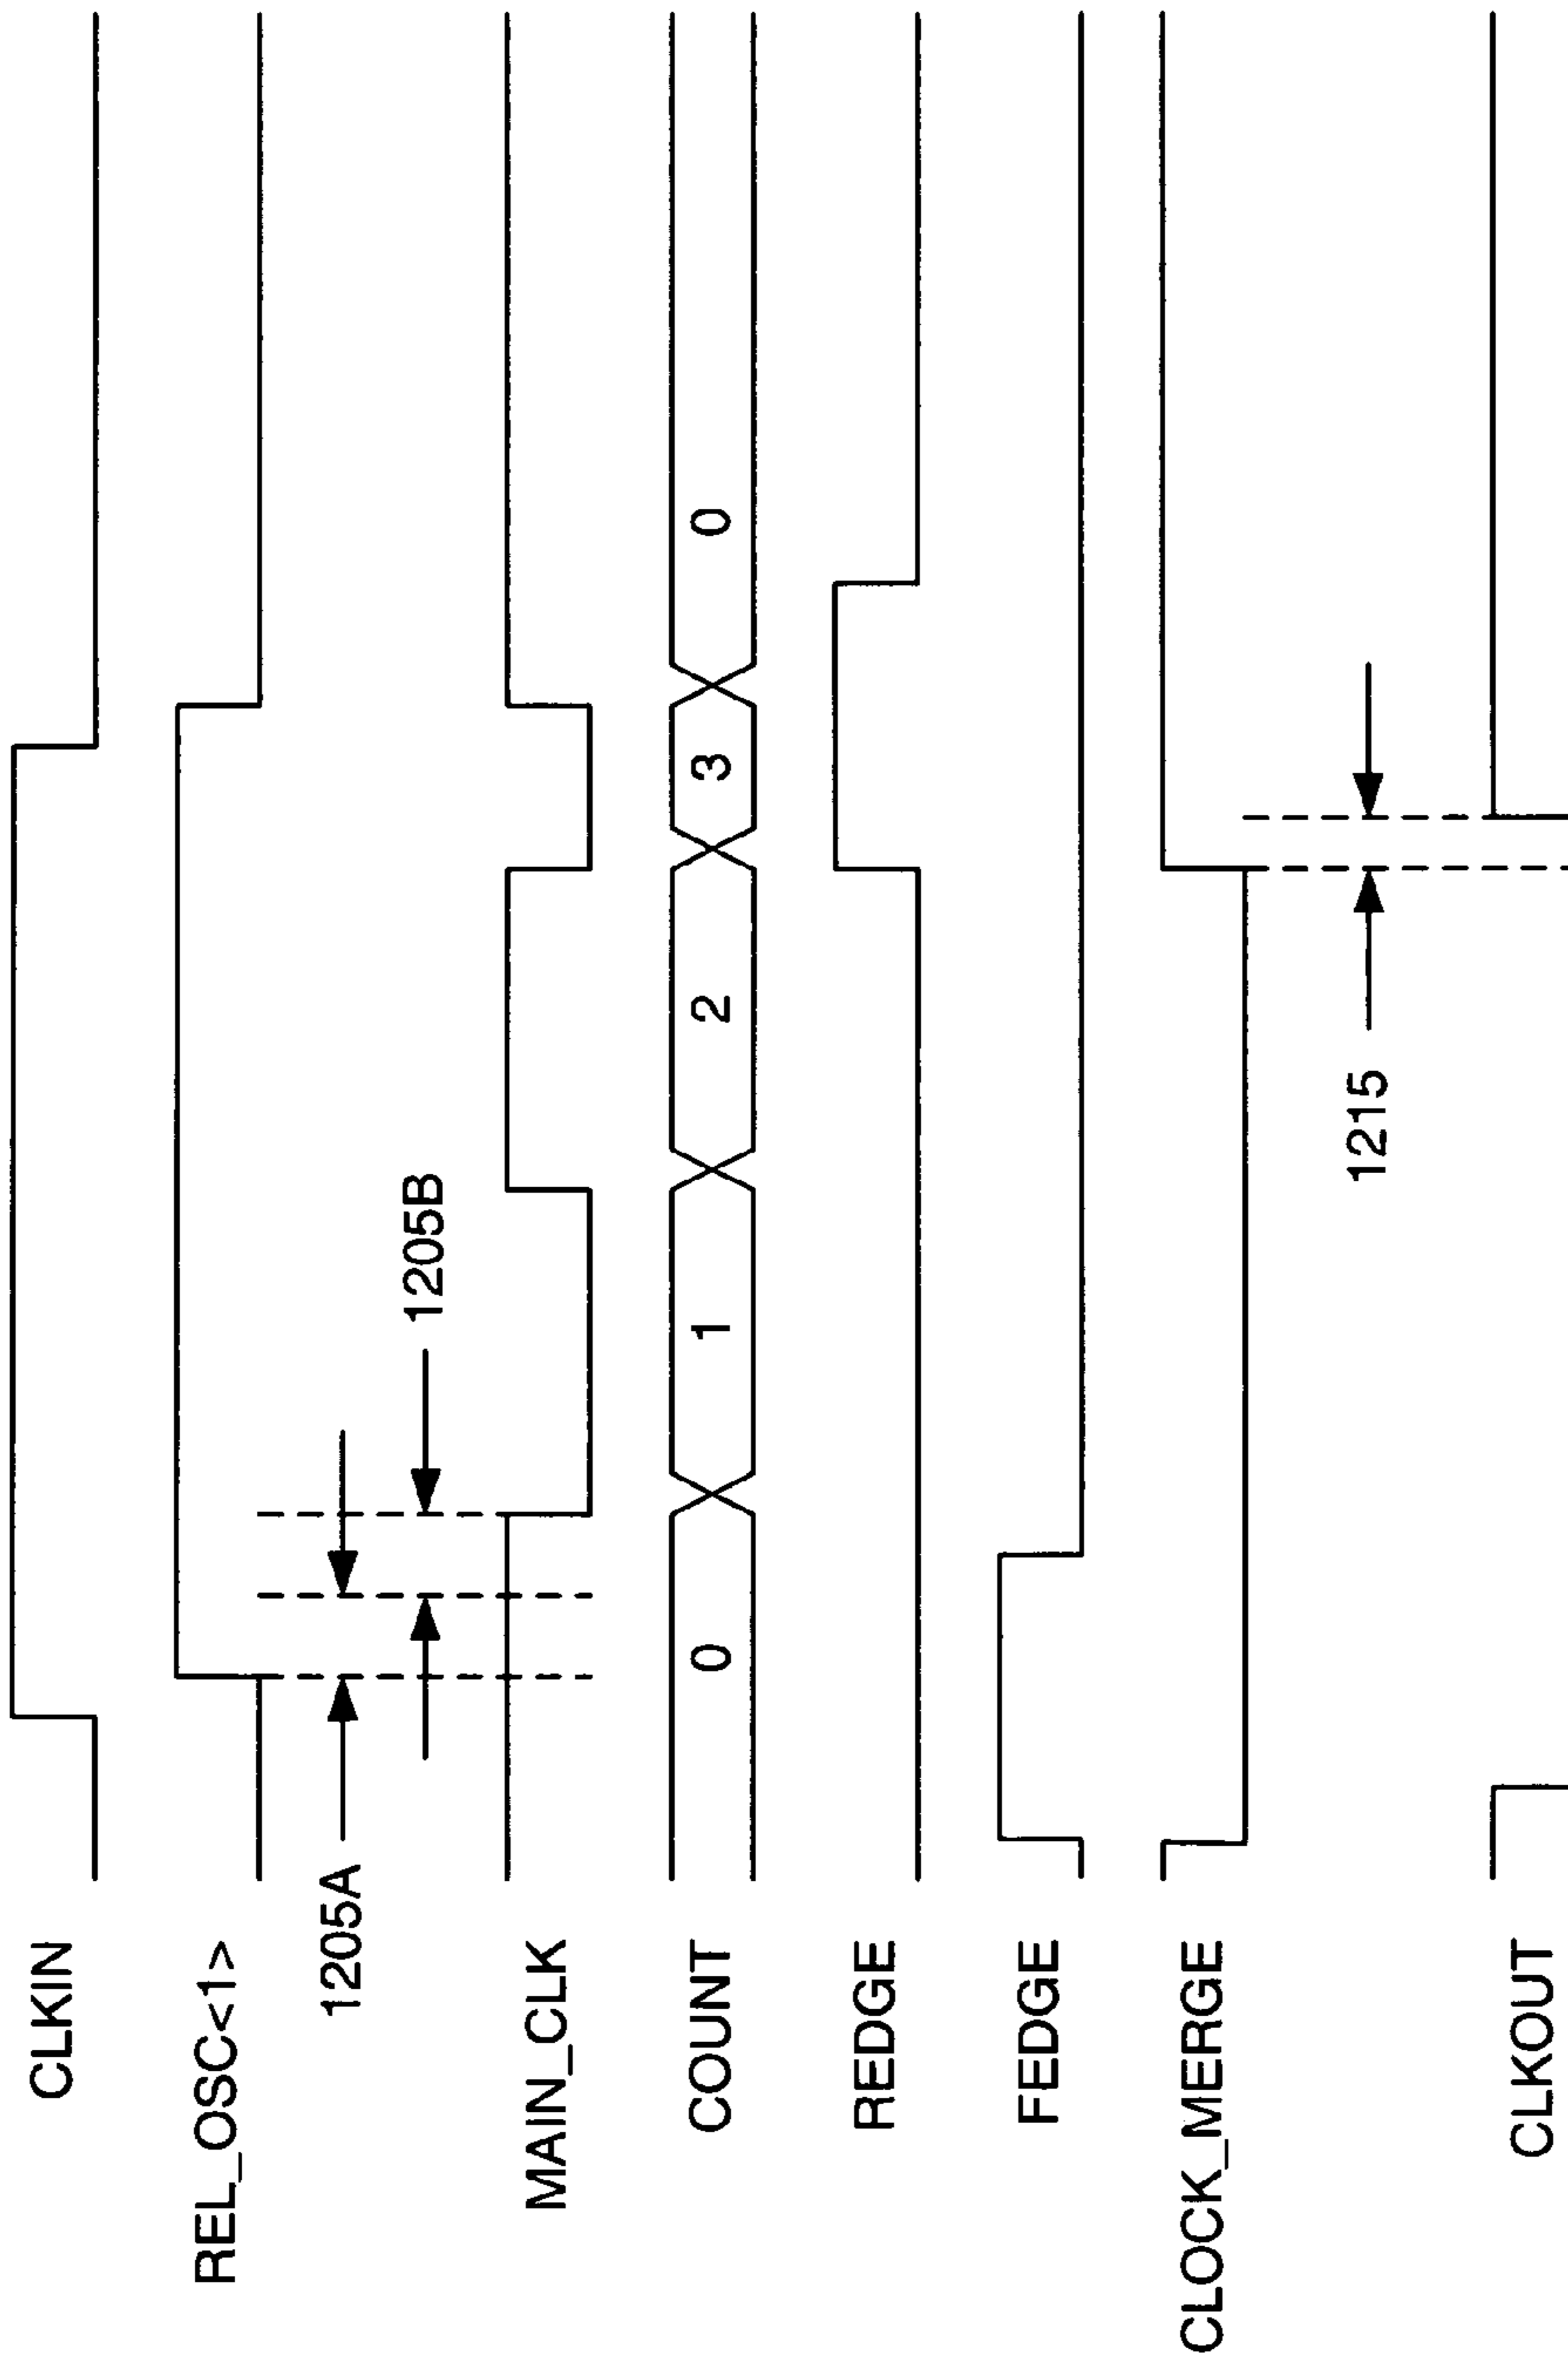 CLKIN
REL_OSC<1>
1205A
1205B
MAIN_CLK
COUNT
0
1
2
3
0
REDGE
FEDGE
CLOCK_MERGE
1215
CLKOUT